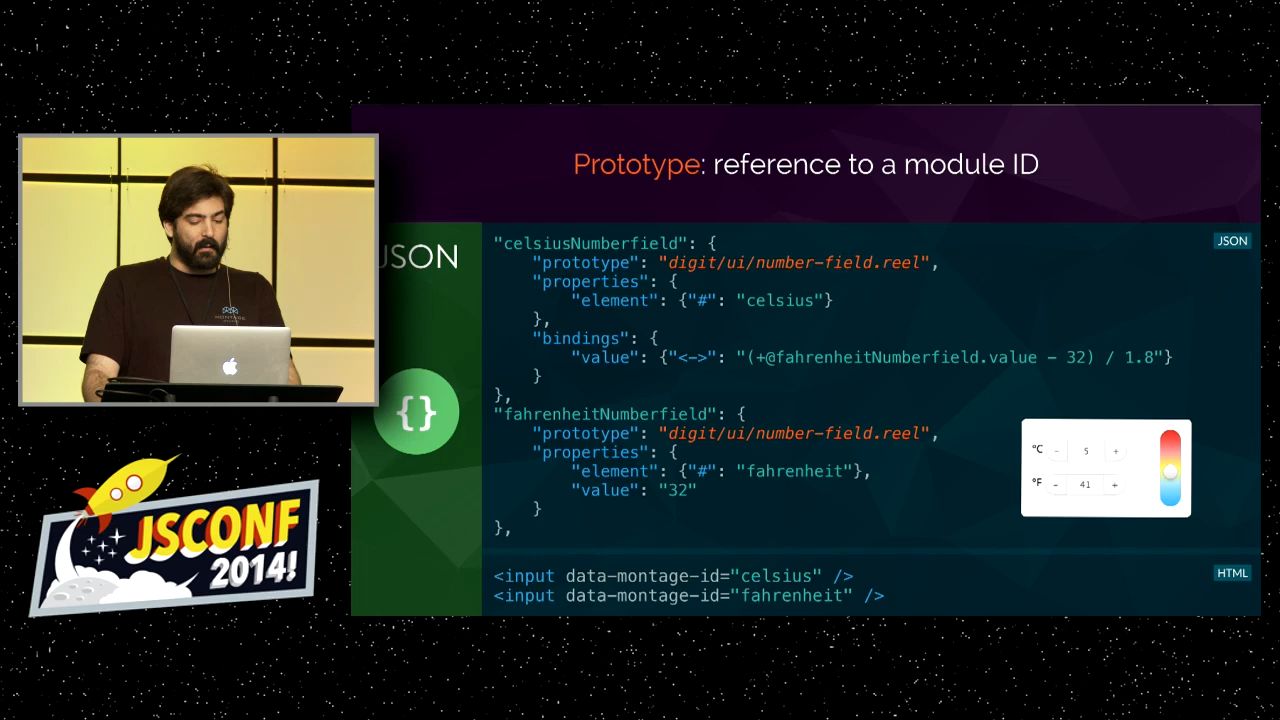 Prototype: reference to a module ID
JSON
JSON
"celsiusNumberfield": {
"prototype": "digit/ui/number-field.reel",
"properties": {
"element": {"#": "celsius"}
},
"bindings": {
"value": {"<->": "(+@fahrenheitNumberfield.value - 32) / 1.8"}
}
},
"fahrenheitNumberfield": {
"prototype": "digit/ui/number-field.reel",
"properties": {
"element": {"#": "fahrenheit"},
"value": "32"
}
},
°C - 5 +
°F - 41 +
<input data-montage-id="celsius" />
<input data-montage-id="fahrenheit" />
HTML
{}
MONTAGE
JSCONF
2014!